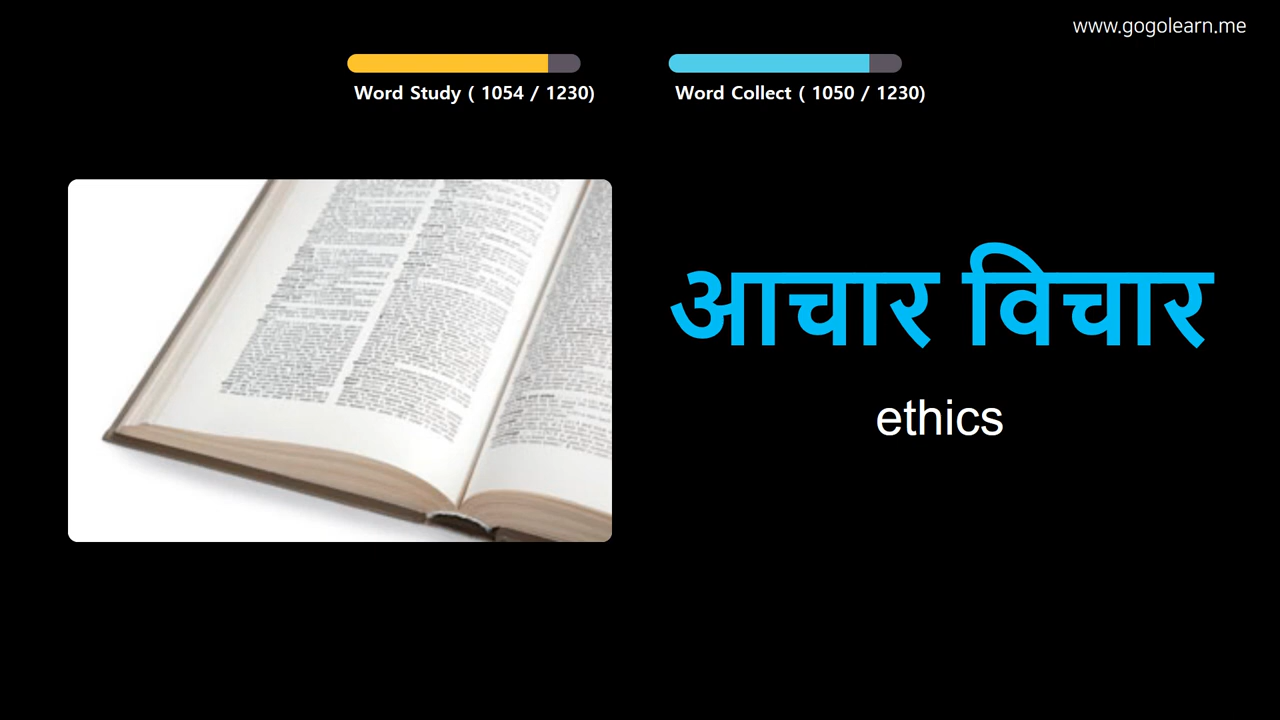 www.gogolearn.me
Word Study ( 1054 / 1230)
Word Collect ( 1050 / 1230)
आचार विचार
ethics